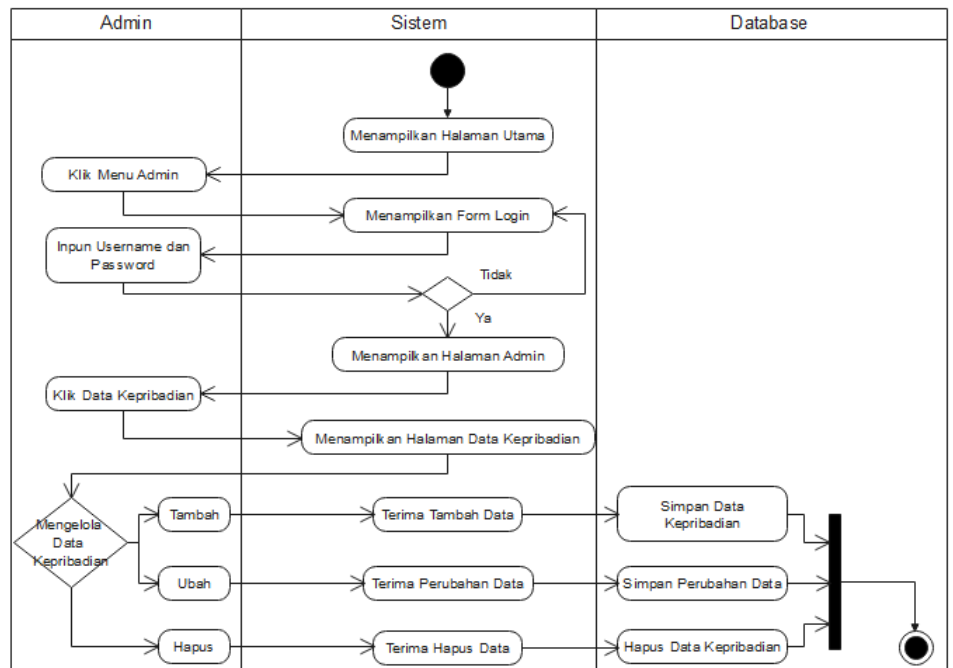 Admin
Sistem
Database
Menampilkan Halaman Utama
Klik Menu Admin
Menampilkan Form Login
Inpun Username dan
Password
Tidak
Ya
Menampilkan Halaman Admin
Klik Data Kepribadian
Menampilkan Halaman Data Kepribadian
Mengelola
Data
Kepribadian
Tambah
Terima Tambah Data
Simpan Data
Kepribadian
Ubah
Terima Perubahan Data
Simpan Perubahan Data
Hapus
Terima Hapus Data
Hapus Data Kepribadian